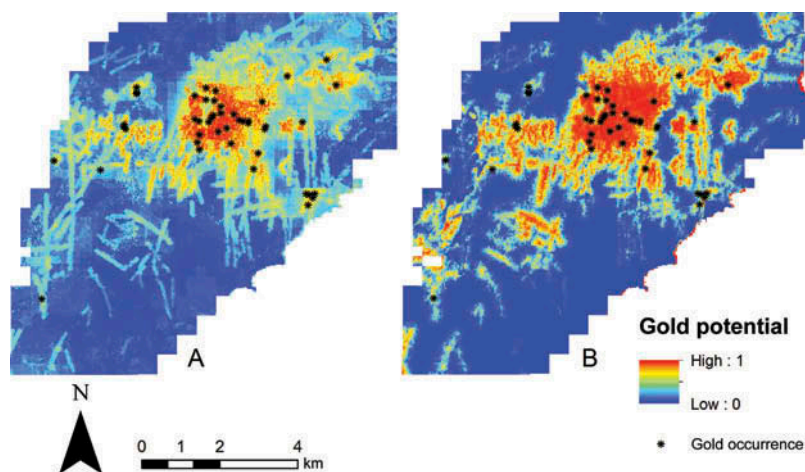 A
B
Gold potential
High : 1
Low : 0
Gold occurrence
N
0 1 2 4
km